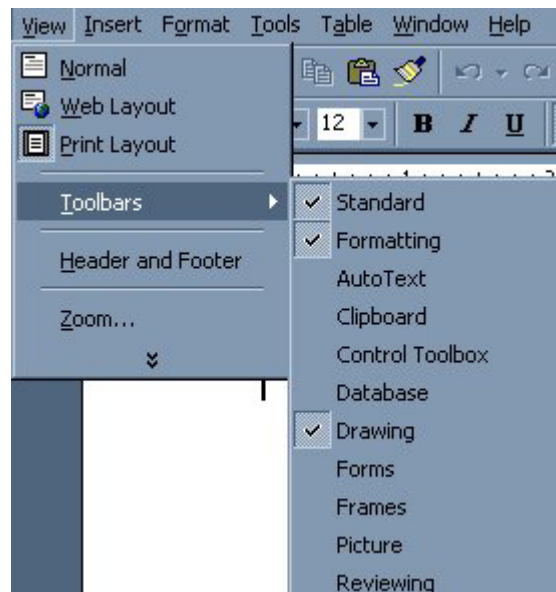 View Insert Format Tools Table Window Help
Normal
Web Layout
Print Layout
Toolbars
Header and Footer
Zoom...
12 B I U
1
Standard
Formatting
AutoText
Clipboard
Control Toolbox
Database
Drawing
Forms
Frames
Picture
Reviewing